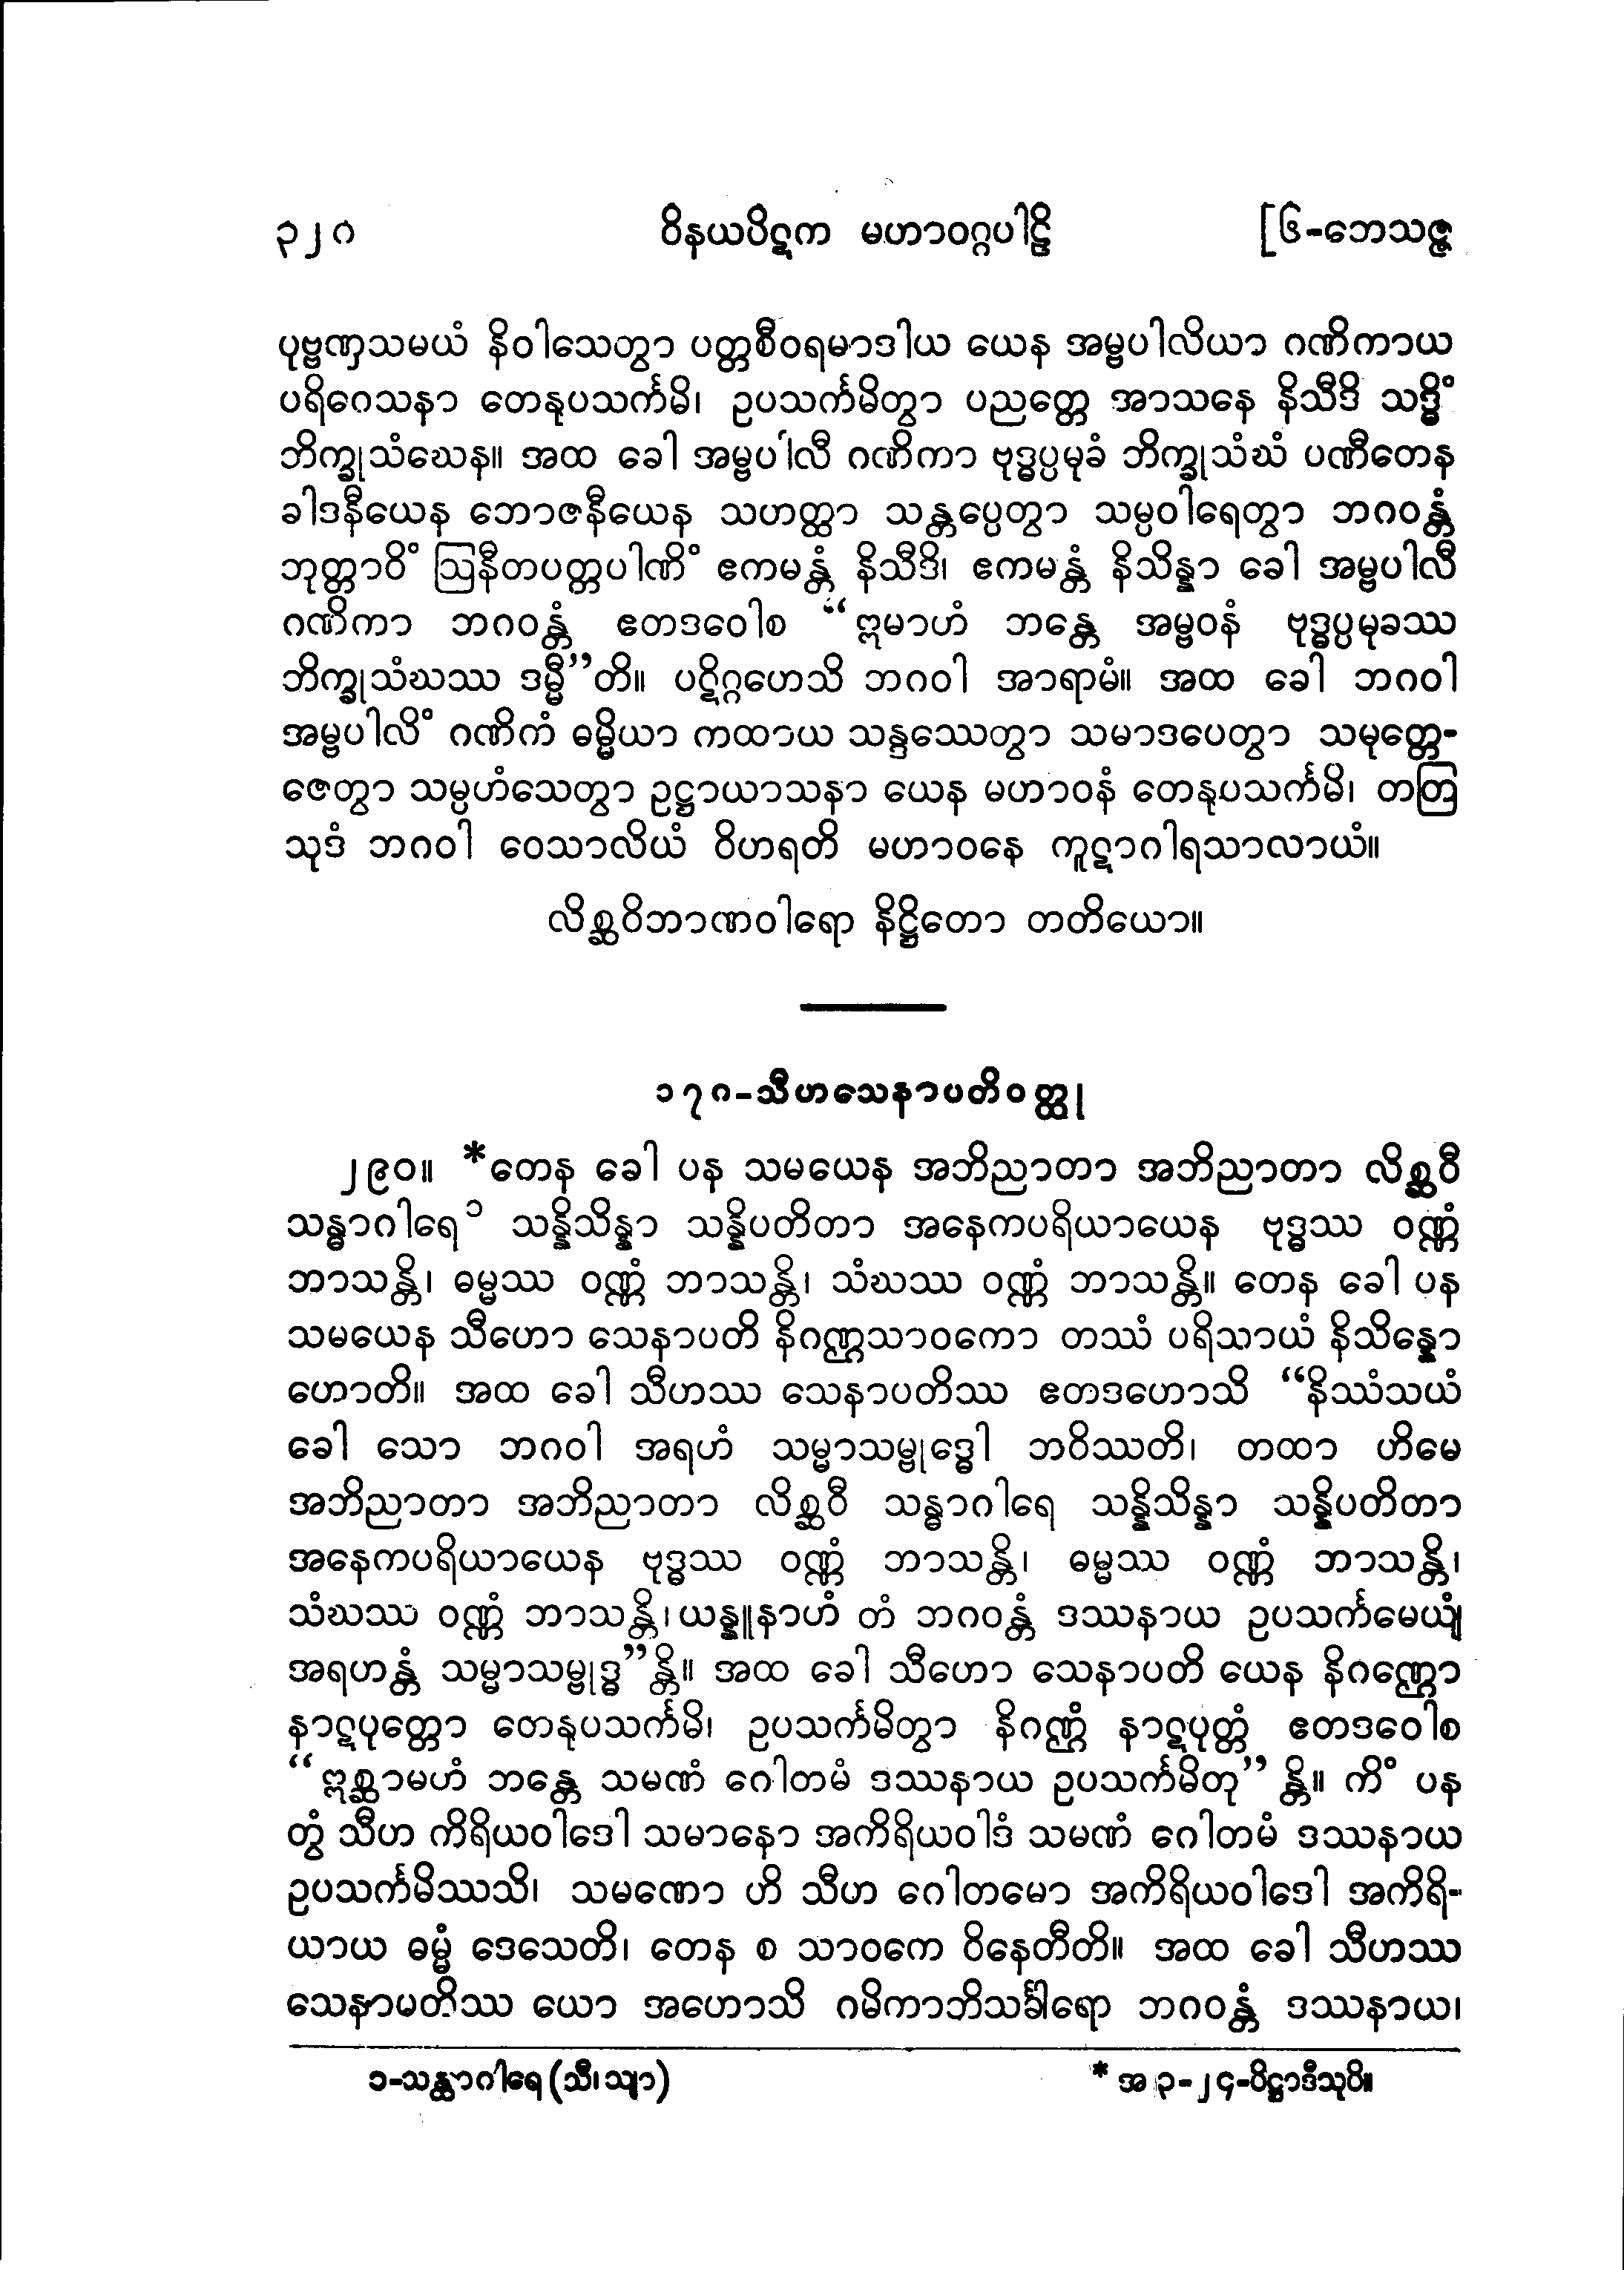 ၃၂၈ ဝိနယပိဋက မဟာဝဂ္ဂပါဠိ [၆-ဘေသဇ္ဇ
ပုဗ္ဗဏှသမယံ နိဝါသေတွာ ပတ္တစီဝရမာဒါယ ယေန အမ္ဗပါလိယာ ဂဏိကာယ
ပရိဝေသနာ တေနုပသင်္ကမိ၊ ဥပသင်္ကမိတွာ ပညတ္တေ အာသနေ နိသီဒိ သဒ္ဓိံ
ဘိက္ခုသံဃေန။ အထ ခေါ အမ္ဗပါလီ ဂဏိကာ ဗုဒ္ဓပ္ပမုခံ ဘိက္ခုသံဃံ ပဏီတေန
ခါဒနီယေန ဘောဇနီယေန သဟတ္ထာ သန္တပ္ပေတွာ သမ္ပဝါရေတွာ ဘဂဝန္တံ
ဘုတ္တာဝိံ ဩနီတပတ္တပါဏိံ ဧကမန္တံ နိသီဒိ၊ ဧကမန္တံ နိသိန္နာ ခေါ အမ္ဗပါလီ
ဂဏိကာ ဘဂဝန္တံ ဧတဒဝေါစ “ဣမာဟံ ဘန္တေ အမ္ဗဝနံ ဗုဒ္ဓပ္ပမုခဿ
ဘိက္ခုသံဃဿ ဒမ္မီ”တိ။ ပဋိဂ္ဂဟေသိ ဘဂဝါ အာရာမံ။ အထ ခေါ ဘဂဝါ
အမ္ဗပါလိံ ဂဏိကံ ဓမ္မိယာ ကထာယ သန္ဒဿေတွာ သမာဒပေတွာ သမုတ္တေ-
ဇေတွာ သမ္ပဟံသေတွာ ဥဋ္ဌာယာသနာ ယေန မဟာဝနံ တေနုပသင်္ကမိ၊ တတြ
သုဒံ ဘဂဝါ ဝေသာလိယံ ဝိဟရတိ မဟာဝနေ ကူဋာဂါရသာလာယံ။
လိစ္ဆဝိဘာဏဝါရော နိဋ္ဌိတော တတိယော။
၁၇၈-သီဟသေနာပတိဝတ္ထု
၂၉၀။ *တေန ခေါ ပန သမယေန အဘိညာတာ အဘိညာတာ လိစ္ဆဝီ
သန္ဓာဂါရေ၁ သန္နိသိန္နာ သန္နိပတိတာ အနေကပရိယာယေန ဗုဒ္ဓဿ ဝဏ္ဏံ
ဘာသန္တိ၊ ဓမ္မဿ ဝဏ္ဏံ ဘာသန္တိ၊ သံဃဿ ဝဏ္ဏံ ဘာသန္တိ။ တေန ခေါ ပန
သမယေန သီဟော သေနာပတိ နိဂဏ္ဌသာဝကော တဿံ ပရိသာယံ နိသိန္နော
ဟောတိ။ အထ ခေါ သီဟဿ သေနာပတိဿ ဧတဒဟောသိ “နိဿံသယံ
ခေါ သော ဘဂဝါ အရဟံ သမ္မာသမ္ဗုဒ္ဓေါ ဘဝိဿတိ၊ တထာ ဟိမေ
အဘိညာတာ အဘိညာတာ လိစ္ဆဝီ သန္ဓာဂါရေ သန္နိသိန္နာ သန္နိပတိတာ
အနေကပရိယာယေန ဗုဒ္ဓဿ ဝဏ္ဏံ ဘာသန္တိ၊ ဓမ္မဿ ဝဏ္ဏံ ဘာသန္တိ၊
သံဃဿ ဝဏ္ဏံ ဘာသန္တိ၊ ယန္နူနာဟံ တံ ဘဂဝန္တံ ဒဿနာယ ဥပသင်္ကမေယျံ
အရဟန္တံ သမ္မာသမ္ဗုဒ္ဓ”န္တိ။ အထ ခေါ သီဟော သေနာပတိ ယေန နိဂဏ္ဌော
နာဋပုတ္တော တေနုပသင်္ကမိ၊ ဥပသင်္ကမိတွာ နိဂဏ္ဌံ နာဋပုတ္တံ ဧတဒဝေါစ
“ဣစ္ဆာမဟံ ဘန္တေ သမဏံ ဂေါတမံ ဒဿနာယ ဥပသင်္ကမိတု” န္တိ။ ကိံ ပန
တွံ သီဟ ကိရိယဝါဒေါ သမာနော အကိရိယဝါဒံ သမဏံ ဂေါတမံ ဒဿနာယ
ဥပသင်္ကမိဿသိ၊ သမဏော ဟိ သီဟ ဂေါတမော အကိရိယဝါဒေါ အကိရိ-
ယာယ ဓမ္မံ ဒေသေတိ၊ တေန စ သာဝကေ ဝိနေတီတိ။ အထ ခေါ သီဟဿ
သေနာမတိဿ ယော အဟောသိ ဂမိကာဘိသင်္ခါရော ဘဂဝန္တံ ဒဿနာယ၊
၁-သန္ထာဂါရေ (သီ၊ သျာ) * အ ၃-၂၄-ပိဋ္ဌာဒီသုပိ။